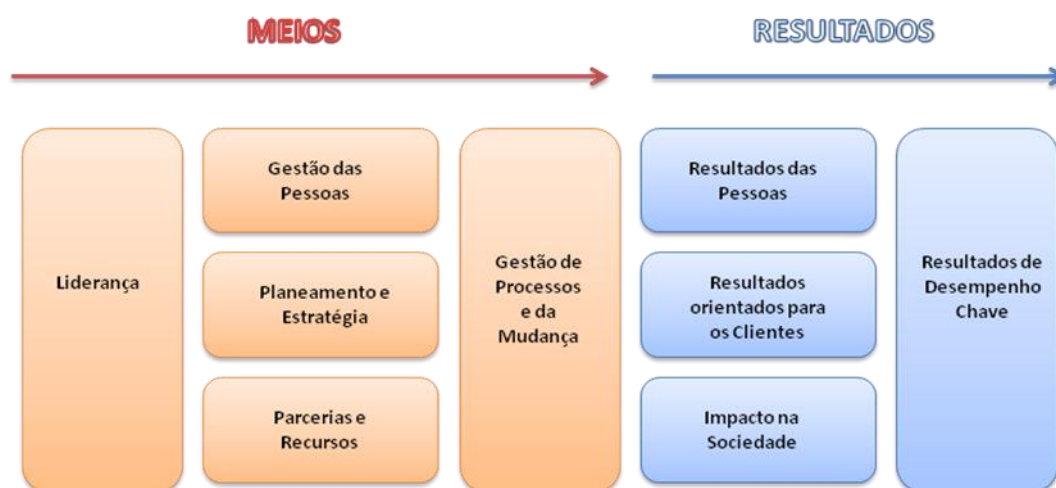 MEIOS
RESULTADOS
Liderança
Gestão das
Pessoas
Planeamento e
Estratégia
Parcerias e
Recursos
Gestão de
Processos
e da
Mudança
Resultados das
Pessoas
Resultados
orientados para
os Clientes
Impacto na
Sociedade
Resultados de
Desempenho
Chave